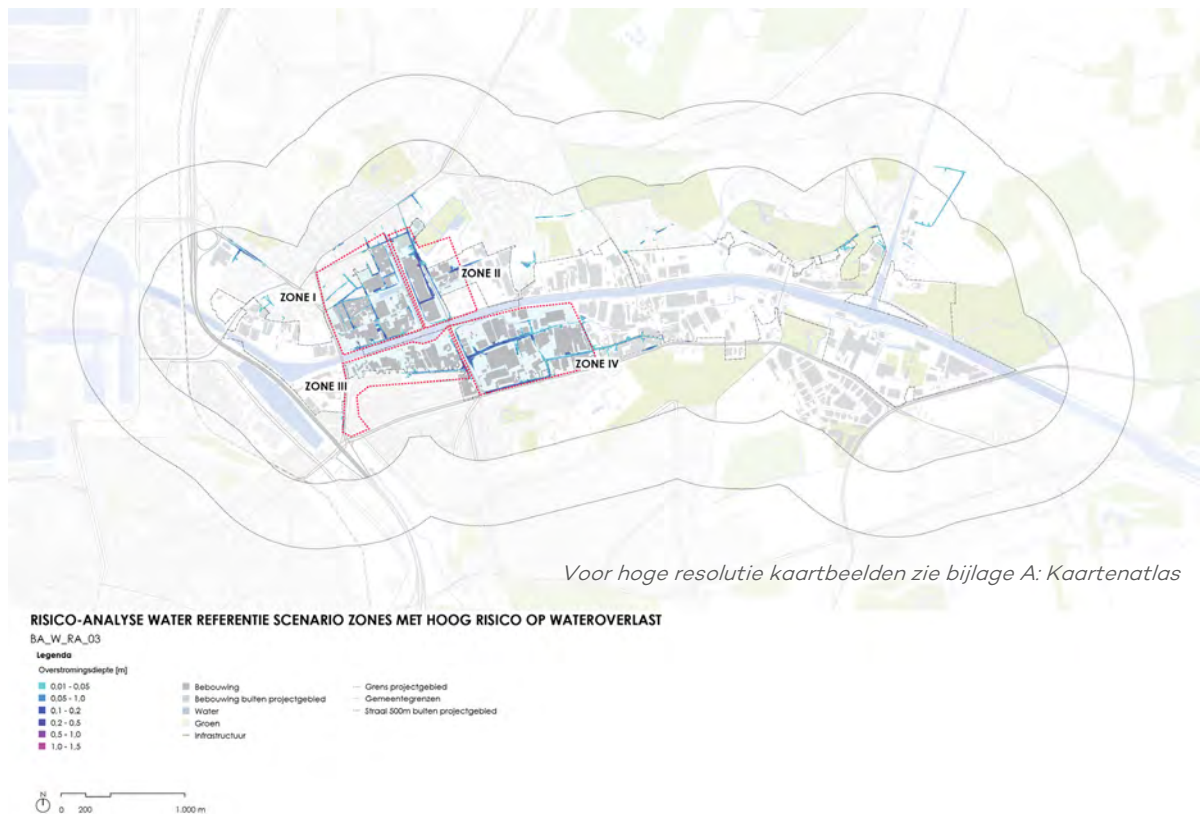 ZONE I
ZONE II
ZONE III
ZONE IV
Voor hoge resolutie kaartbeelden zie bijlage A: Kaartenatlas
RISICO-ANALYSE WATER REFERENTIE SCENARIO ZONES MET HOOG RISICO OP WATEROVERLAST
BA_W_RA_03
Legenda
Overstromingsdiepte [m]
0,01 - 0,05
0,05 - 1,0
0,1 - 0,2
0,2 - 0,5
0,5 - 1,0
1,0 - 1,5
Bebouwing
Bebouwing buiten projectgebied
Water
Groen
Infrastructuur
Grens projectgebied
Gemeentegrenzen
Straal 500m buiten projectgebied
N
0 200 1.000 m